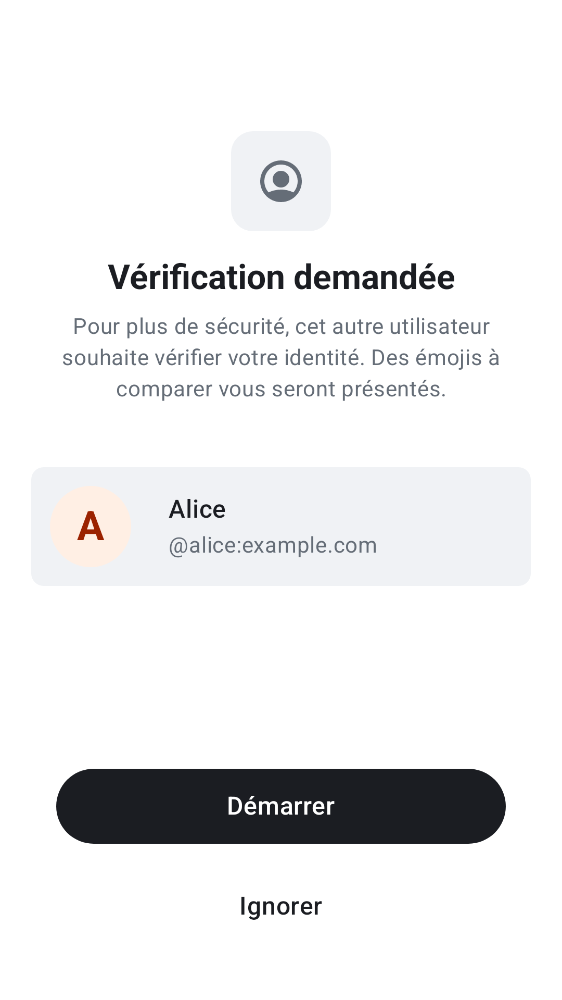 Vérification demandée
Pour plus de sécurité, cet autre utilisateur
souhaite vérifier votre identité. Des émojis à
comparer vous seront présentés.
A
Alice
@alice:example.com
Démarrer
Ignorer